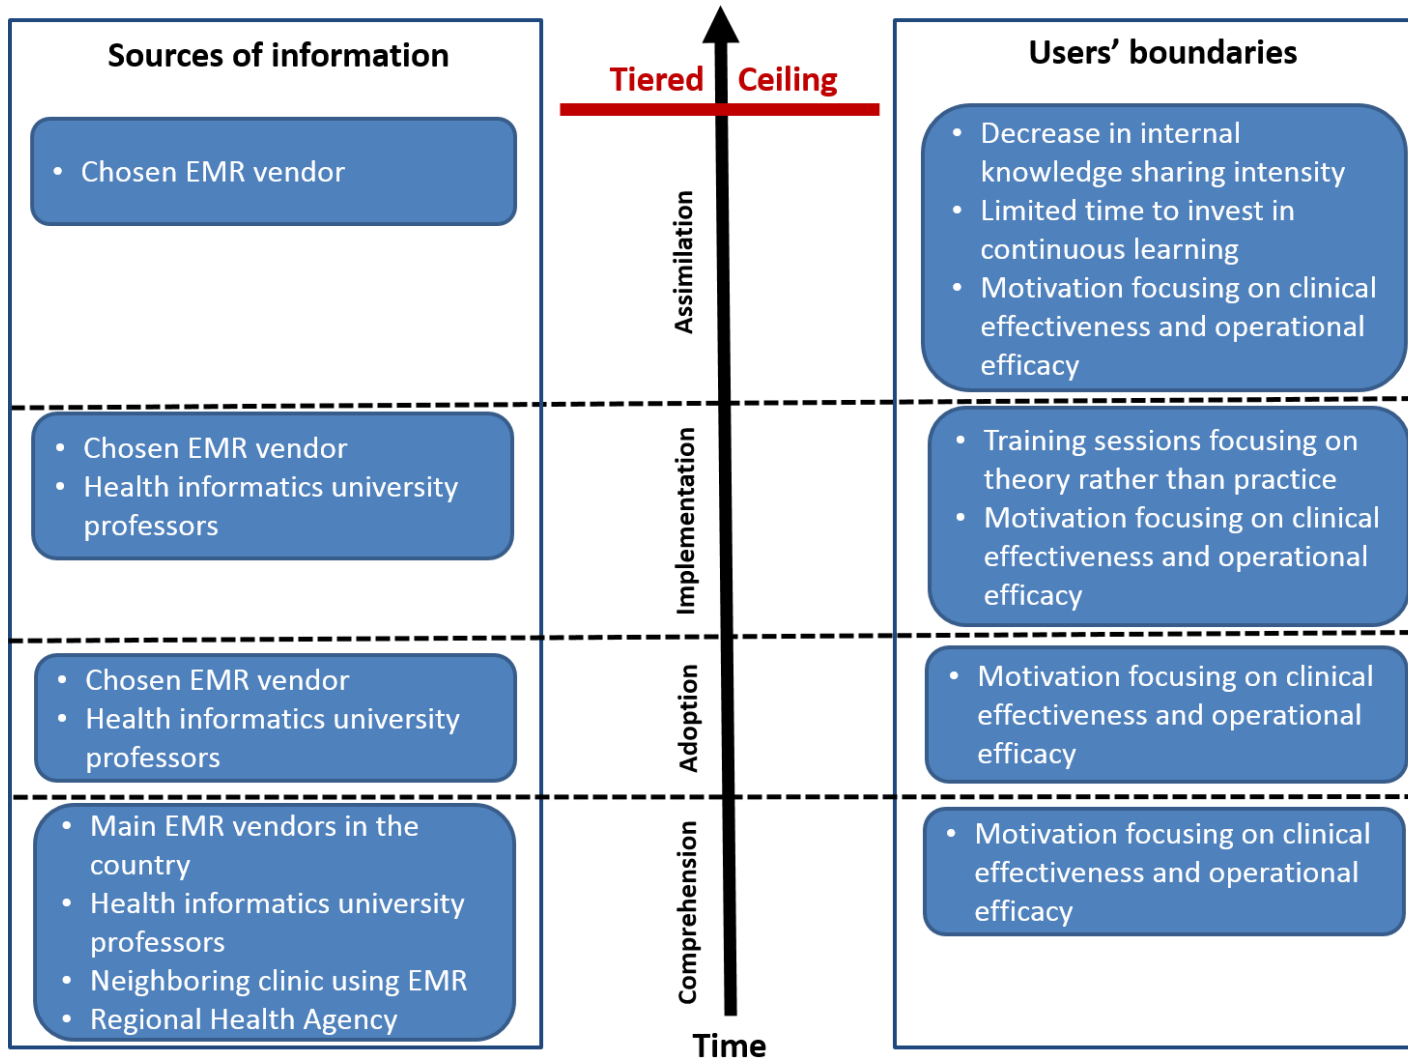 Sources of information
• Chosen EMR vendor
• Chosen EMR vendor
• Health informatics university
professors
• Chosen EMR vendor
• Health informatics university
professors
• Main EMR vendors in the
country
• Health informatics university
professors
• Neighboring clinic using EMR
• Regional Health Agency
Tiered Ceiling
Assimilation
Implementation
Adoption
Comprehension
Time
Users’ boundaries
• Decrease in internal
knowledge sharing intensity
• Limited time to invest in
continuous learning
• Motivation focusing on clinical
effectiveness and operational
efficacy
• Training sessions focusing on
theory rather than practice
• Motivation focusing on clinical
effectiveness and operational
efficacy
• Motivation focusing on clinical
effectiveness and operational
efficacy
• Motivation focusing on clinical
effectiveness and operational
efficacy